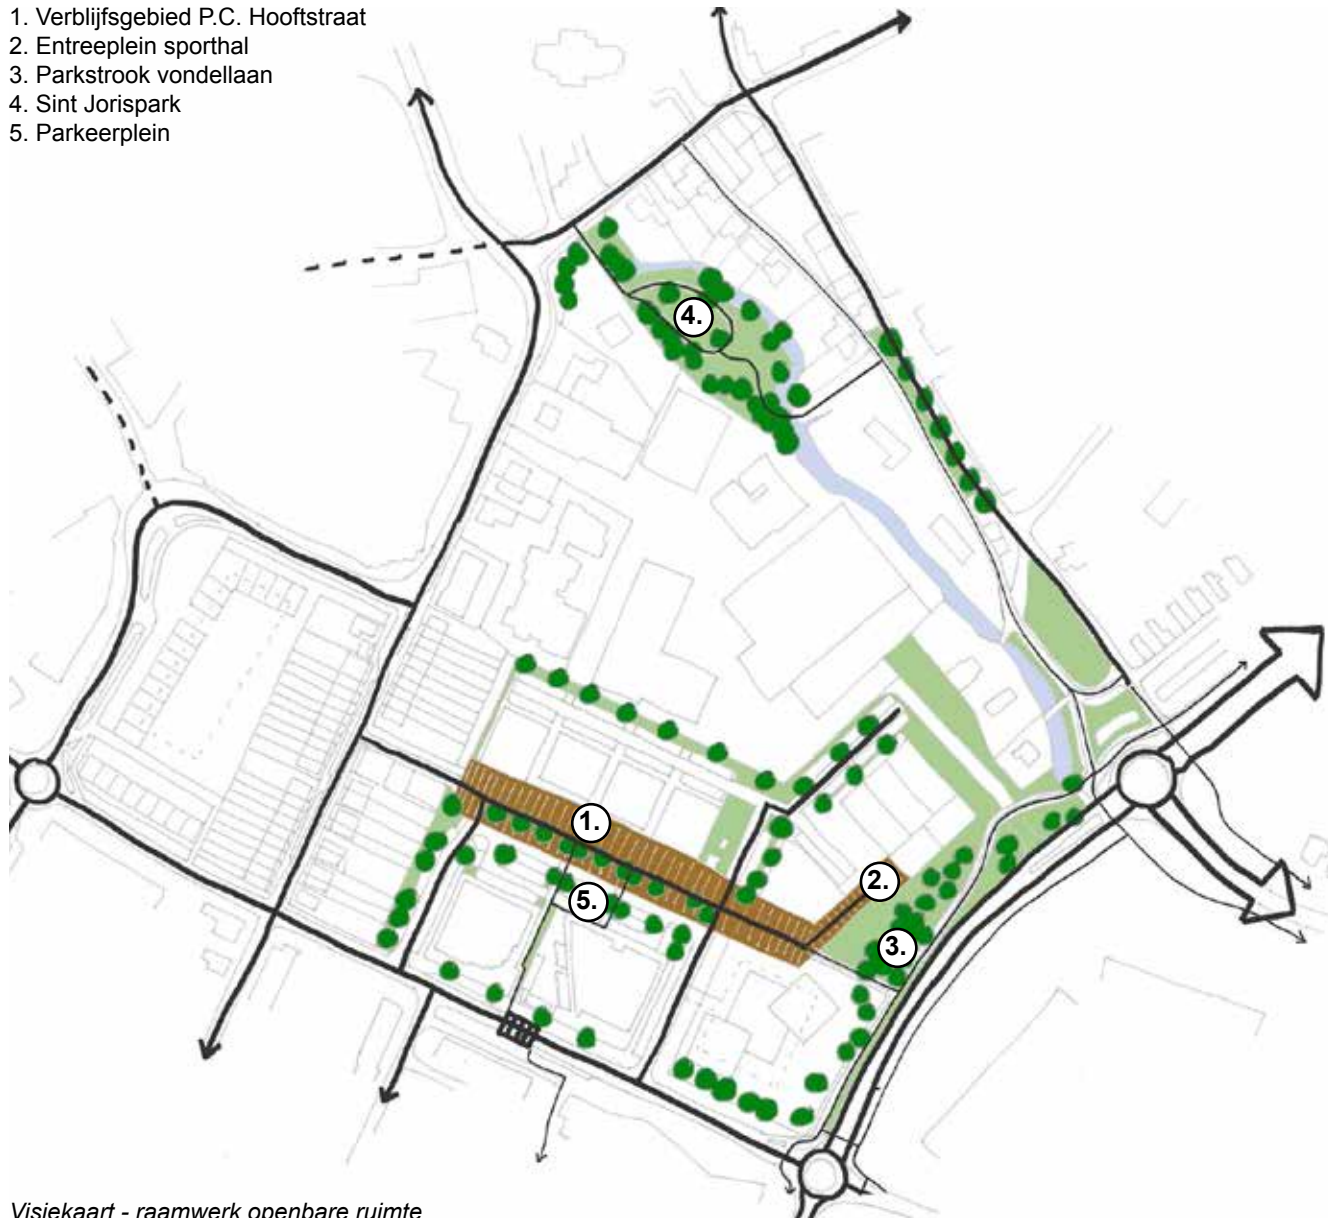 1. Verblijfsgebied P.C. Hooftstraat
2. Entreeplein sporthal
3. Parkstrook vondellaan
4. Sint Jorispark
5. Parkeerplein
4.
1.
2.
5.
3.
Visiekaart - raamwerk openbare ruimte